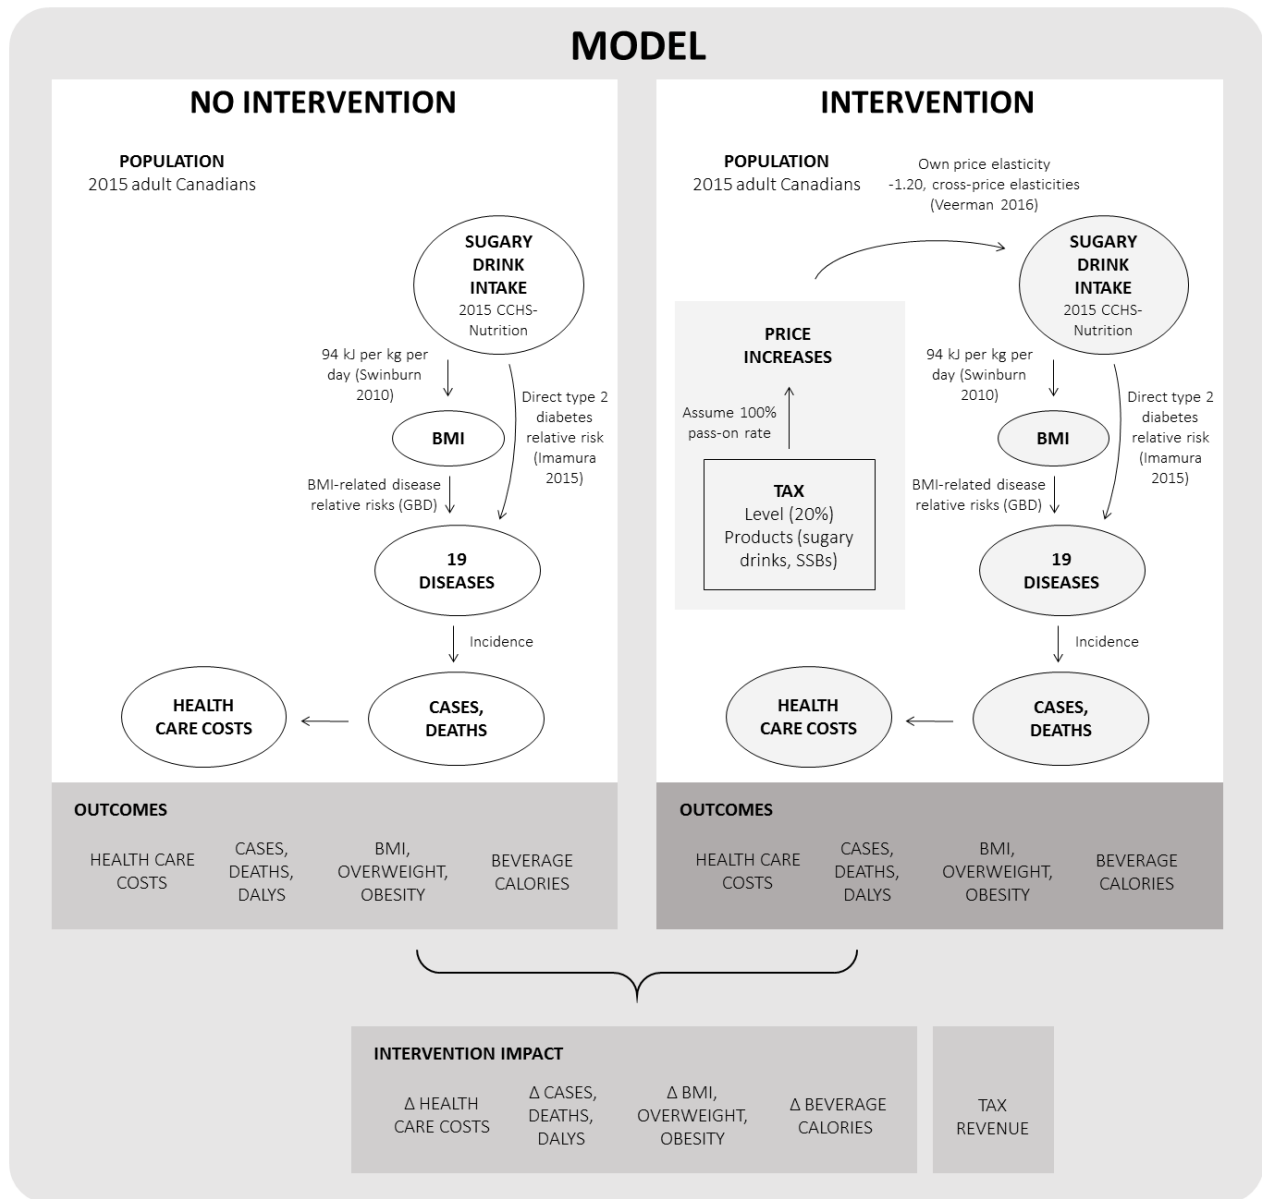 MODEL
NO INTERVENTION
POPULATION
2015 adult Canadians
SUGARY
DRINK
INTAKE
2015 CCHS-
Nutrition
94 kJ per kg per
day (Swinburn
2010)
Direct type 2
diabetes
relative risk
(Imamura
2015)
BMI
BMI-related disease
relative risks (GBD)
19
DISEASES
Incidence
HEALTH
CARE COSTS
CASES,
DEATHS
OUTCOMES
HEALTH CARE
COSTS
CASES,
DEATHS,
DALYS
BMI,
OVERWEIGHT,
OBESITY
BEVERAGE
CALORIES
INTERVENTION
POPULATION
2015 adult Canadians
Own price elasticity
-1.20, cross-price elasticities
(Veerman 2016)
SUGARY
DRINK
INTAKE
2015 CCHS-
Nutrition
PRICE
INCREASES
Assume 100%
pass-on rate
TAX
Level (20%)
Products (sugary
drinks, SSBs)
94 kJ per kg per
day (Swinburn
2010)
Direct type 2
diabetes
relative risk
(Imamura
2015)
BMI
BMI-related disease
relative risks (GBD)
19
DISEASES
Incidence
HEALTH
CARE COSTS
CASES,
DEATHS
OUTCOMES
HEALTH CARE
COSTS
CASES,
DEATHS,
DALYS
BMI,
OVERWEIGHT,
OBESITY
BEVERAGE
CALORIES
INTERVENTION IMPACT
Δ HEALTH
CARE COSTS
Δ CASES,
DEATHS,
DALYS
Δ BMI,
OVERWEIGHT,
OBESITY
Δ BEVERAGE
CALORIES
TAX
REVENUE